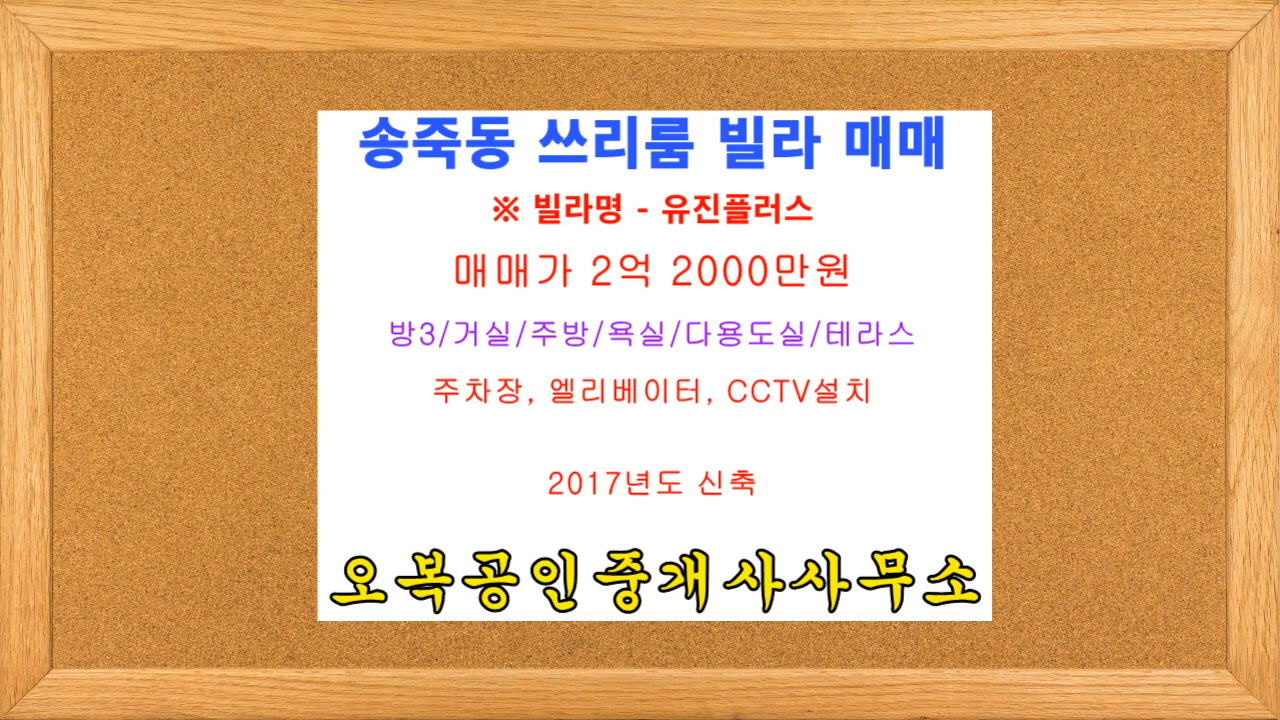 송죽동 쓰리룸 빌라 매매
※ 빌라명 - 유진플러스
매매가 2억 2000만원
방3/거실/주방/욕실/다용도실/테라스
주차장, 엘리베이터, CCTV설치
2017년도 신축
오복공인중개사사무소